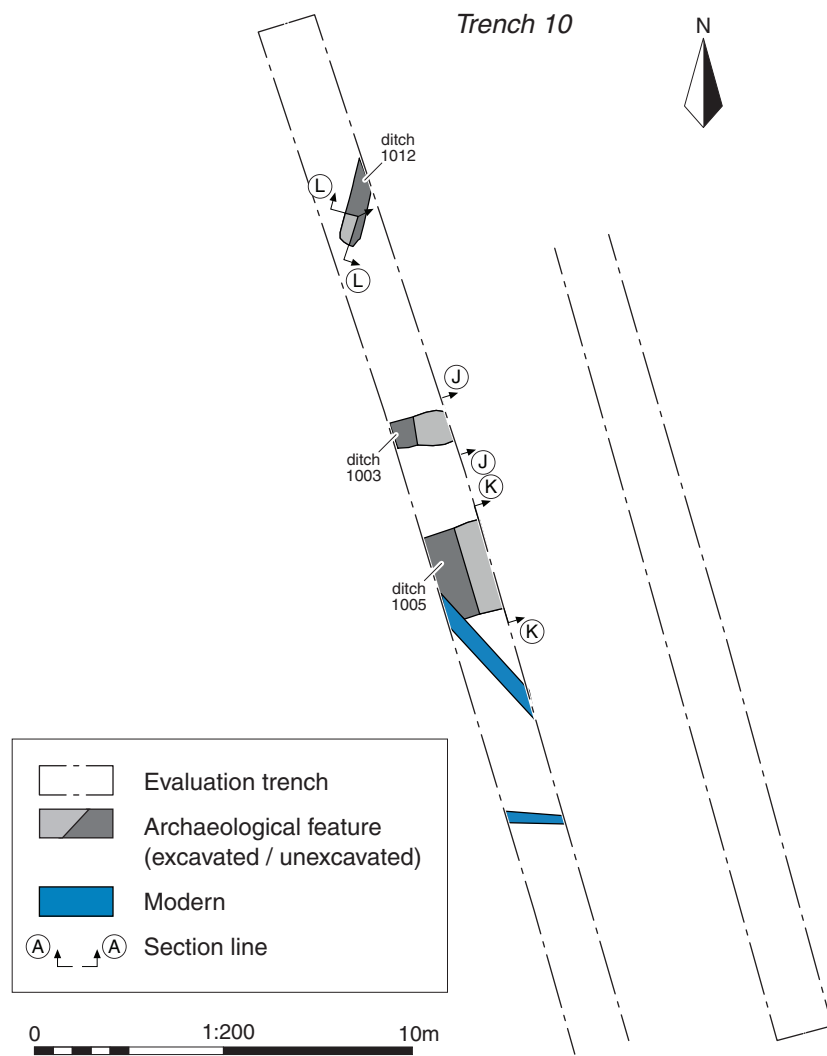 Trench 10
N
ditch
1012
L
L
J
ditch
1003
J
K
ditch
1005
K
Evaluation trench
Archaeological feature
(excavated / unexcavated)
Modern
A A Section line
0 1:200 10m